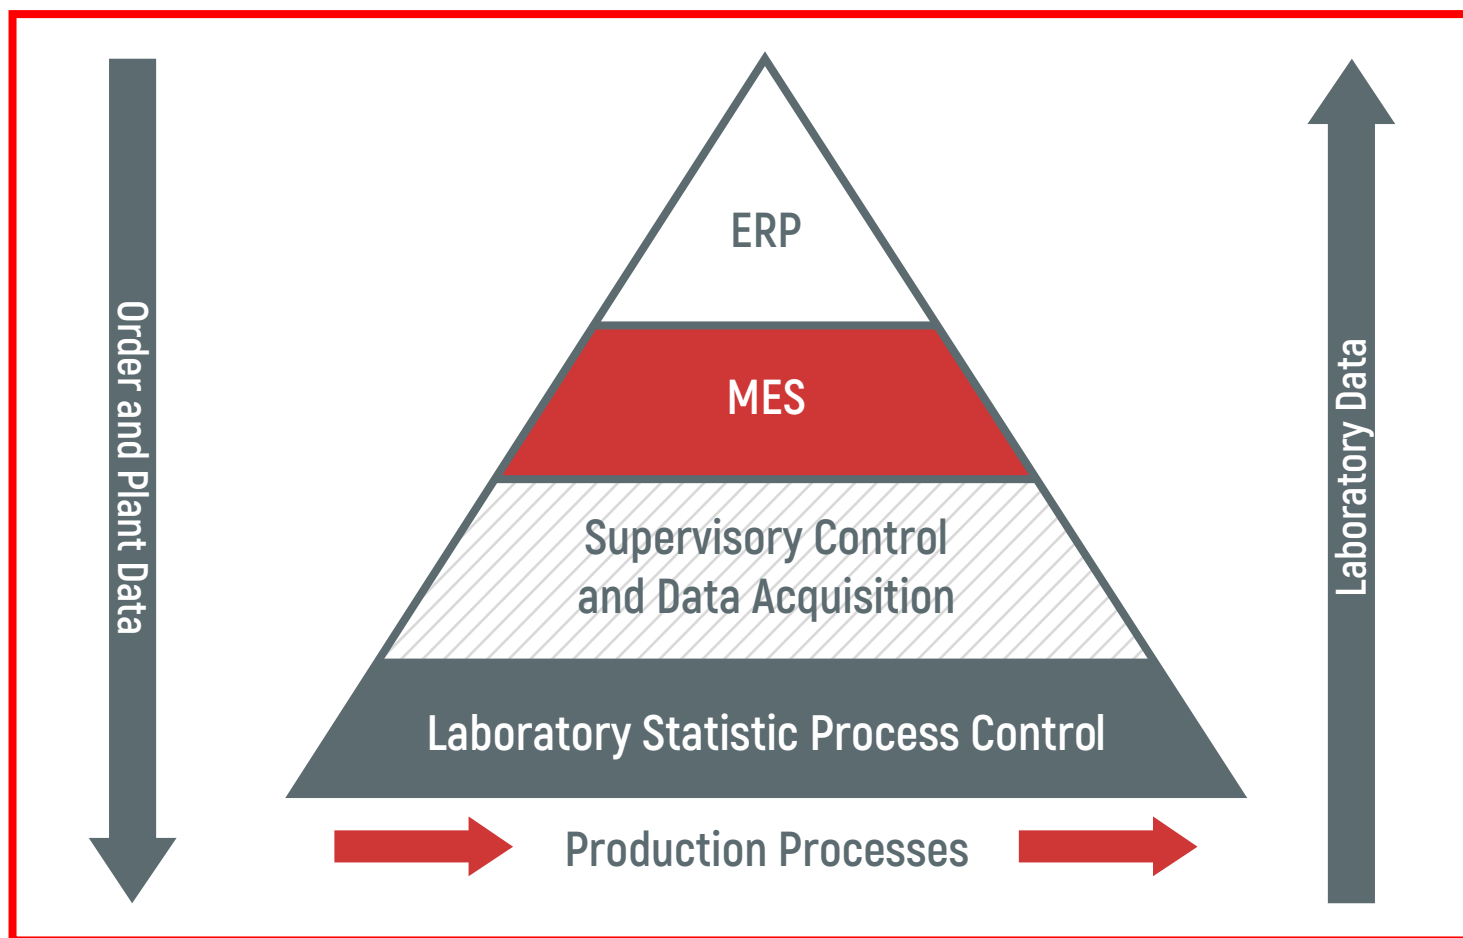 Order and Plant Data
ERP
MES
Supervisory Control
and Data Acquisition
Laboratory Statistic Process Control
Production Processes
Laboratory Data